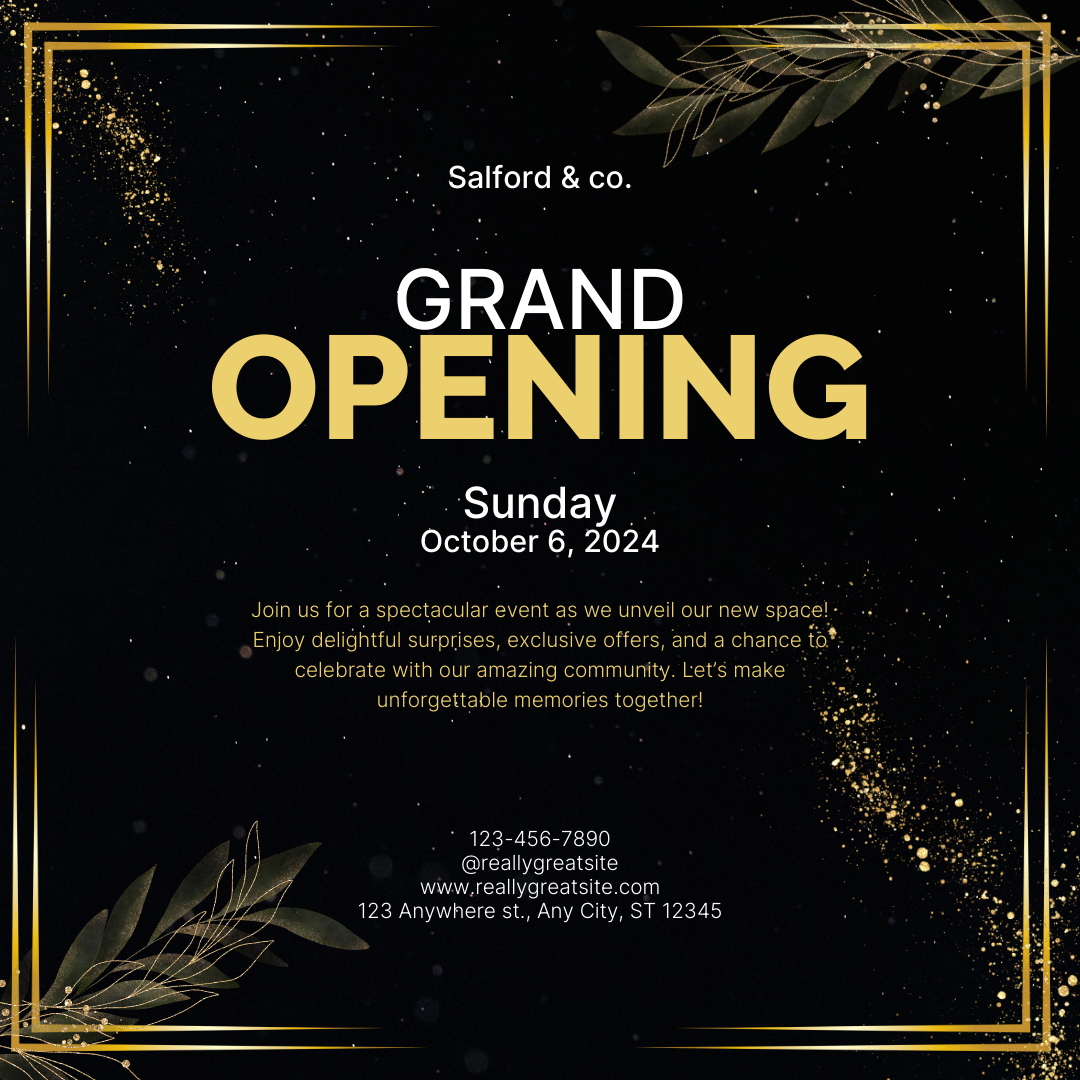 Salford & co.
GRAND
OPENING
Sunday
October 6, 2024
Join us for a spectacular event as we unveil our new space!
Enjoy delightful surprises, exclusive offers, and a chance to
celebrate with our amazing community. Let’s make
unforgettable memories together!
123-456-7890
@reallygreatsite
www.reallygreatsite.com
123 Anywhere st., Any City, ST 12345